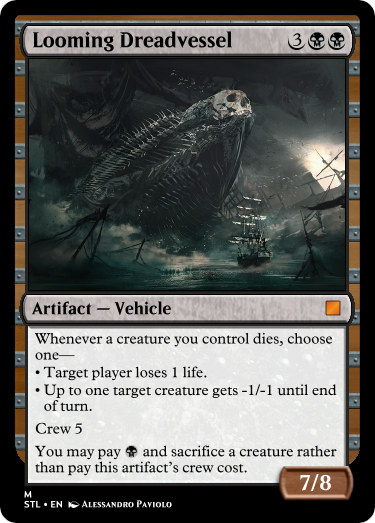 Looming Dreadvessel 3
Artifact — Vehicle
Whenever a creature you control dies, choose
one—
• Target player loses 1 life.
• Up to one target creature gets -1/-1 until end
of turn.
Crew 5
You may pay and sacrifice a creature rather
than pay this artifact's crew cost.
7/8
M
STL • EN Alessandro Paviolo